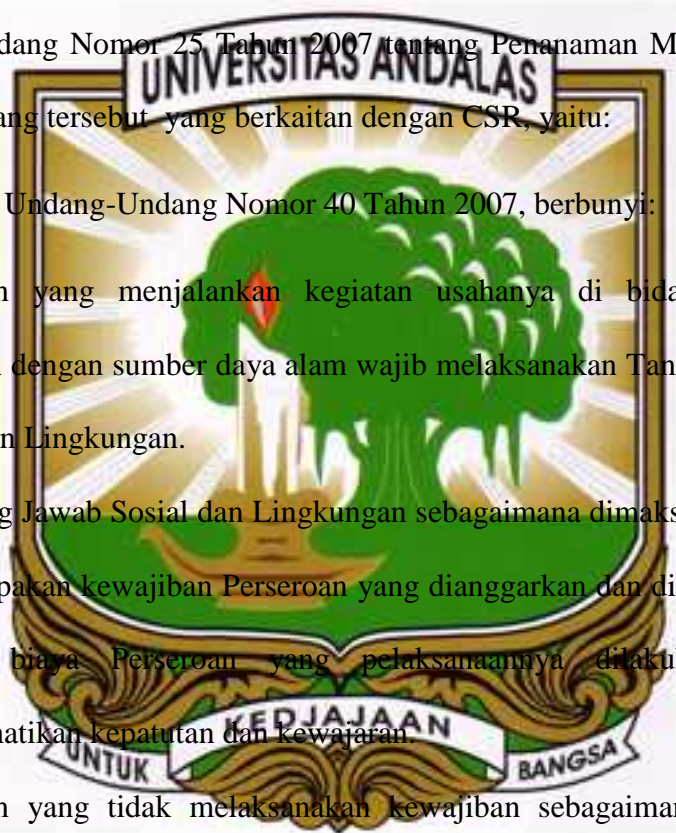 dang Nomor 25 Tahun 2007 tentang Penanaman M
UNIVERSITAS ANDALAS
ang tersebut yang berkaitan dengan CSR, yaitu:
Undang-Undang Nomor 40 Tahun 2007, berbunyi:
n yang menjalankan kegiatan usahanya di bida
dengan sumber daya alam wajib melaksanakan Tan
n Lingkungan.
g Jawab Sosial dan Lingkungan sebagaimana dimaks
pakan kewajiban Perseroan yang dianggarkan dan di
biaya Perseroan yang pelaksanaannya dilaku
hatikan kepatutan dan kewajaran.
UNTUK KEDJAJAAN BANGSA
n yang tidak melaksanakan kewajiban sebagaima